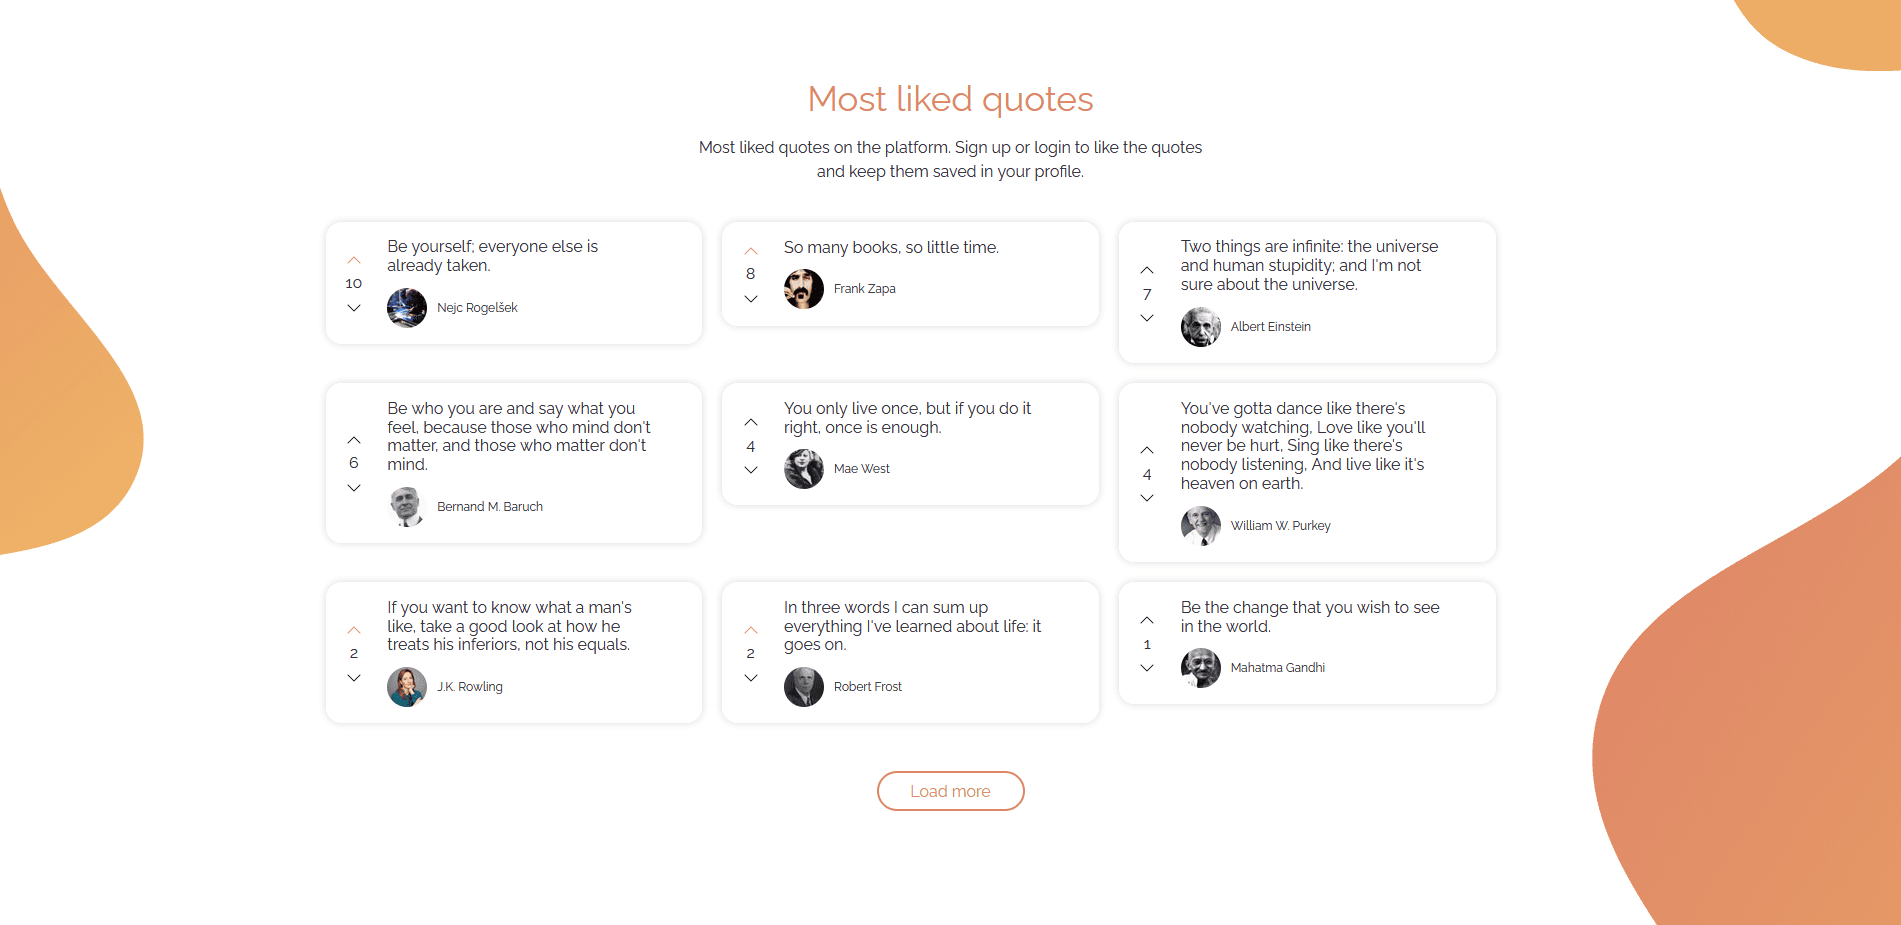 Most liked quotes
Most liked quotes on the platform. Sign up or login to like the quotes
and keep them saved in your profile.
Be yourself; everyone else is
already taken.
10
Nejc Rogelšek
So many books, so little time.
8
Frank Zapa
Two things are infinite: the universe
and human stupidity; and I'm not
sure about the universe.
7
Albert Einstein
Be who you are and say what you
feel, because those who mind don't
matter, and those who matter don't
mind.
6
Bernand M. Baruch
You only live once, but if you do it
right, once is enough.
4
Mae West
You've gotta dance like there's
nobody watching, Love like you'll
never be hurt, Sing like there's
nobody listening, And live like it's
heaven on earth.
4
William W. Purkey
If you want to know what a man's
like, take a good look at how he
treats his inferiors, not his equals.
2
J.K. Rowling
In three words I can sum up
everything I've learned about life: it
goes on.
2
Robert Frost
Be the change that you wish to see
in the world.
1
Mahatma Gandhi
Load more